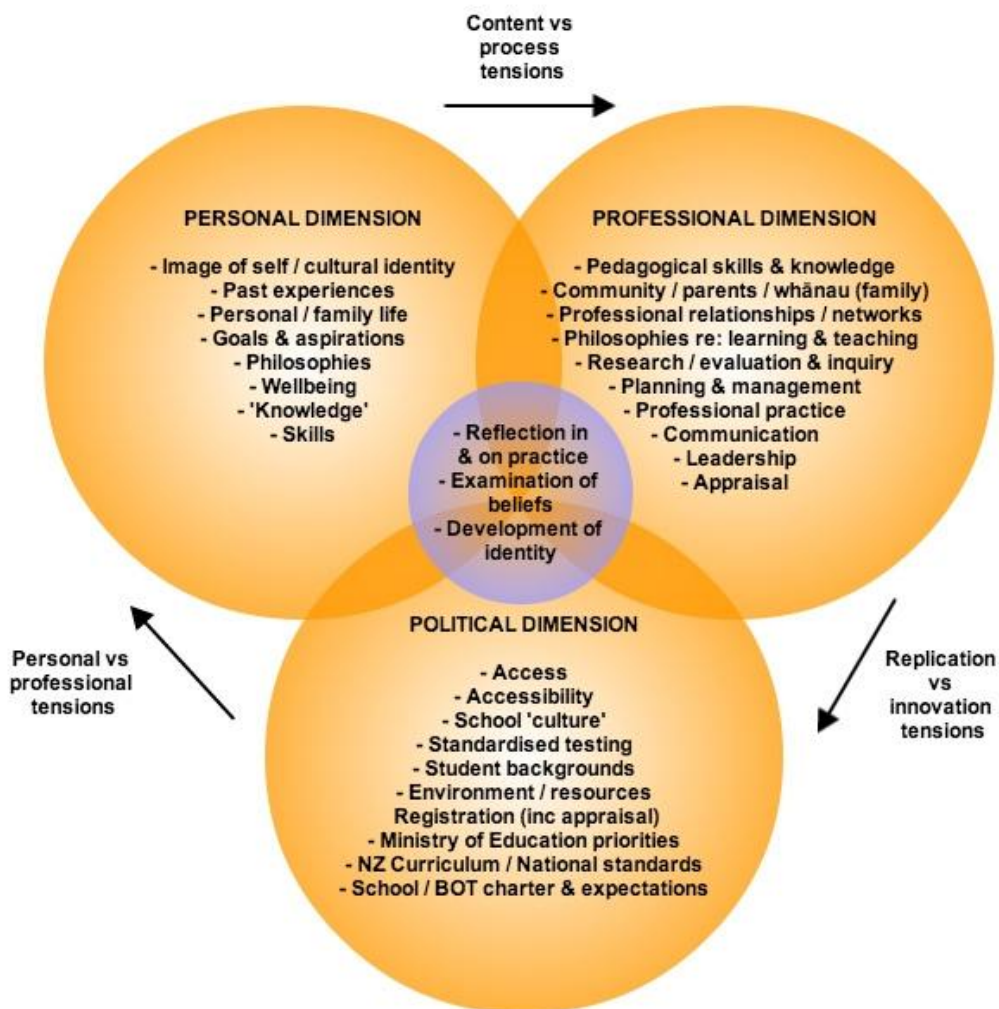 Content vs
process
tensions
PERSONAL DIMENSION
- Image of self / cultural identity
- Past experiences
- Personal / family life
- Goals & aspirations
- Philosophies
- Wellbeing
- 'Knowledge'
- Skills
PROFESSIONAL DIMENSION
- Pedagogical skills & knowledge
- Community / parents / whānau (family)
- Professional relationships / networks
- Philosophies re: learning & teaching
- Research / evaluation & inquiry
- Planning & management
- Professional practice
- Communication
- Leadership
- Appraisal
- Reflection in
& on practice
- Examination of
beliefs
- Development of
identity
POLITICAL DIMENSION
- Access
- Accessibility
- School 'culture'
- Standardised testing
- Student backgrounds
- Environment / resources
Registration (inc appraisal)
- Ministry of Education priorities
- NZ Curriculum / National standards
- School / BOT charter & expectations
Personal vs
professional
tensions
Replication
vs
innovation
tensions